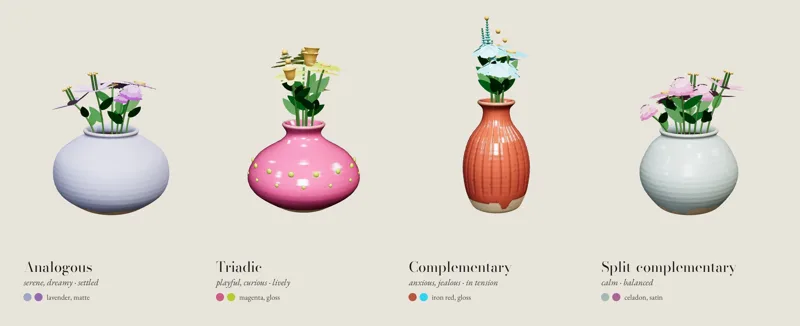 Analogous
serene, dreamy · settled
lavender, matte
Triadic
playful, curious · lively
magenta, gloss
Complementary
anxious, jealous · in tension
iron red, gloss
Split complementary
calm · balanced
celadon, satin